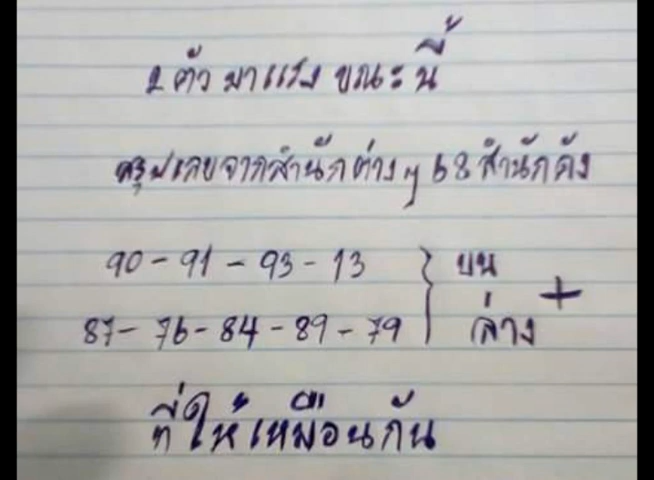 2 ตัว มาแรง ขณะนี้
สรุปเลขจากสำนักต่างๆ 68 สำนักดัง
90 - 91 - 93 - 13 } บน
87 - 76 - 84 - 89 - 79 } ล่าง +
ที่ให้เหมือนกัน